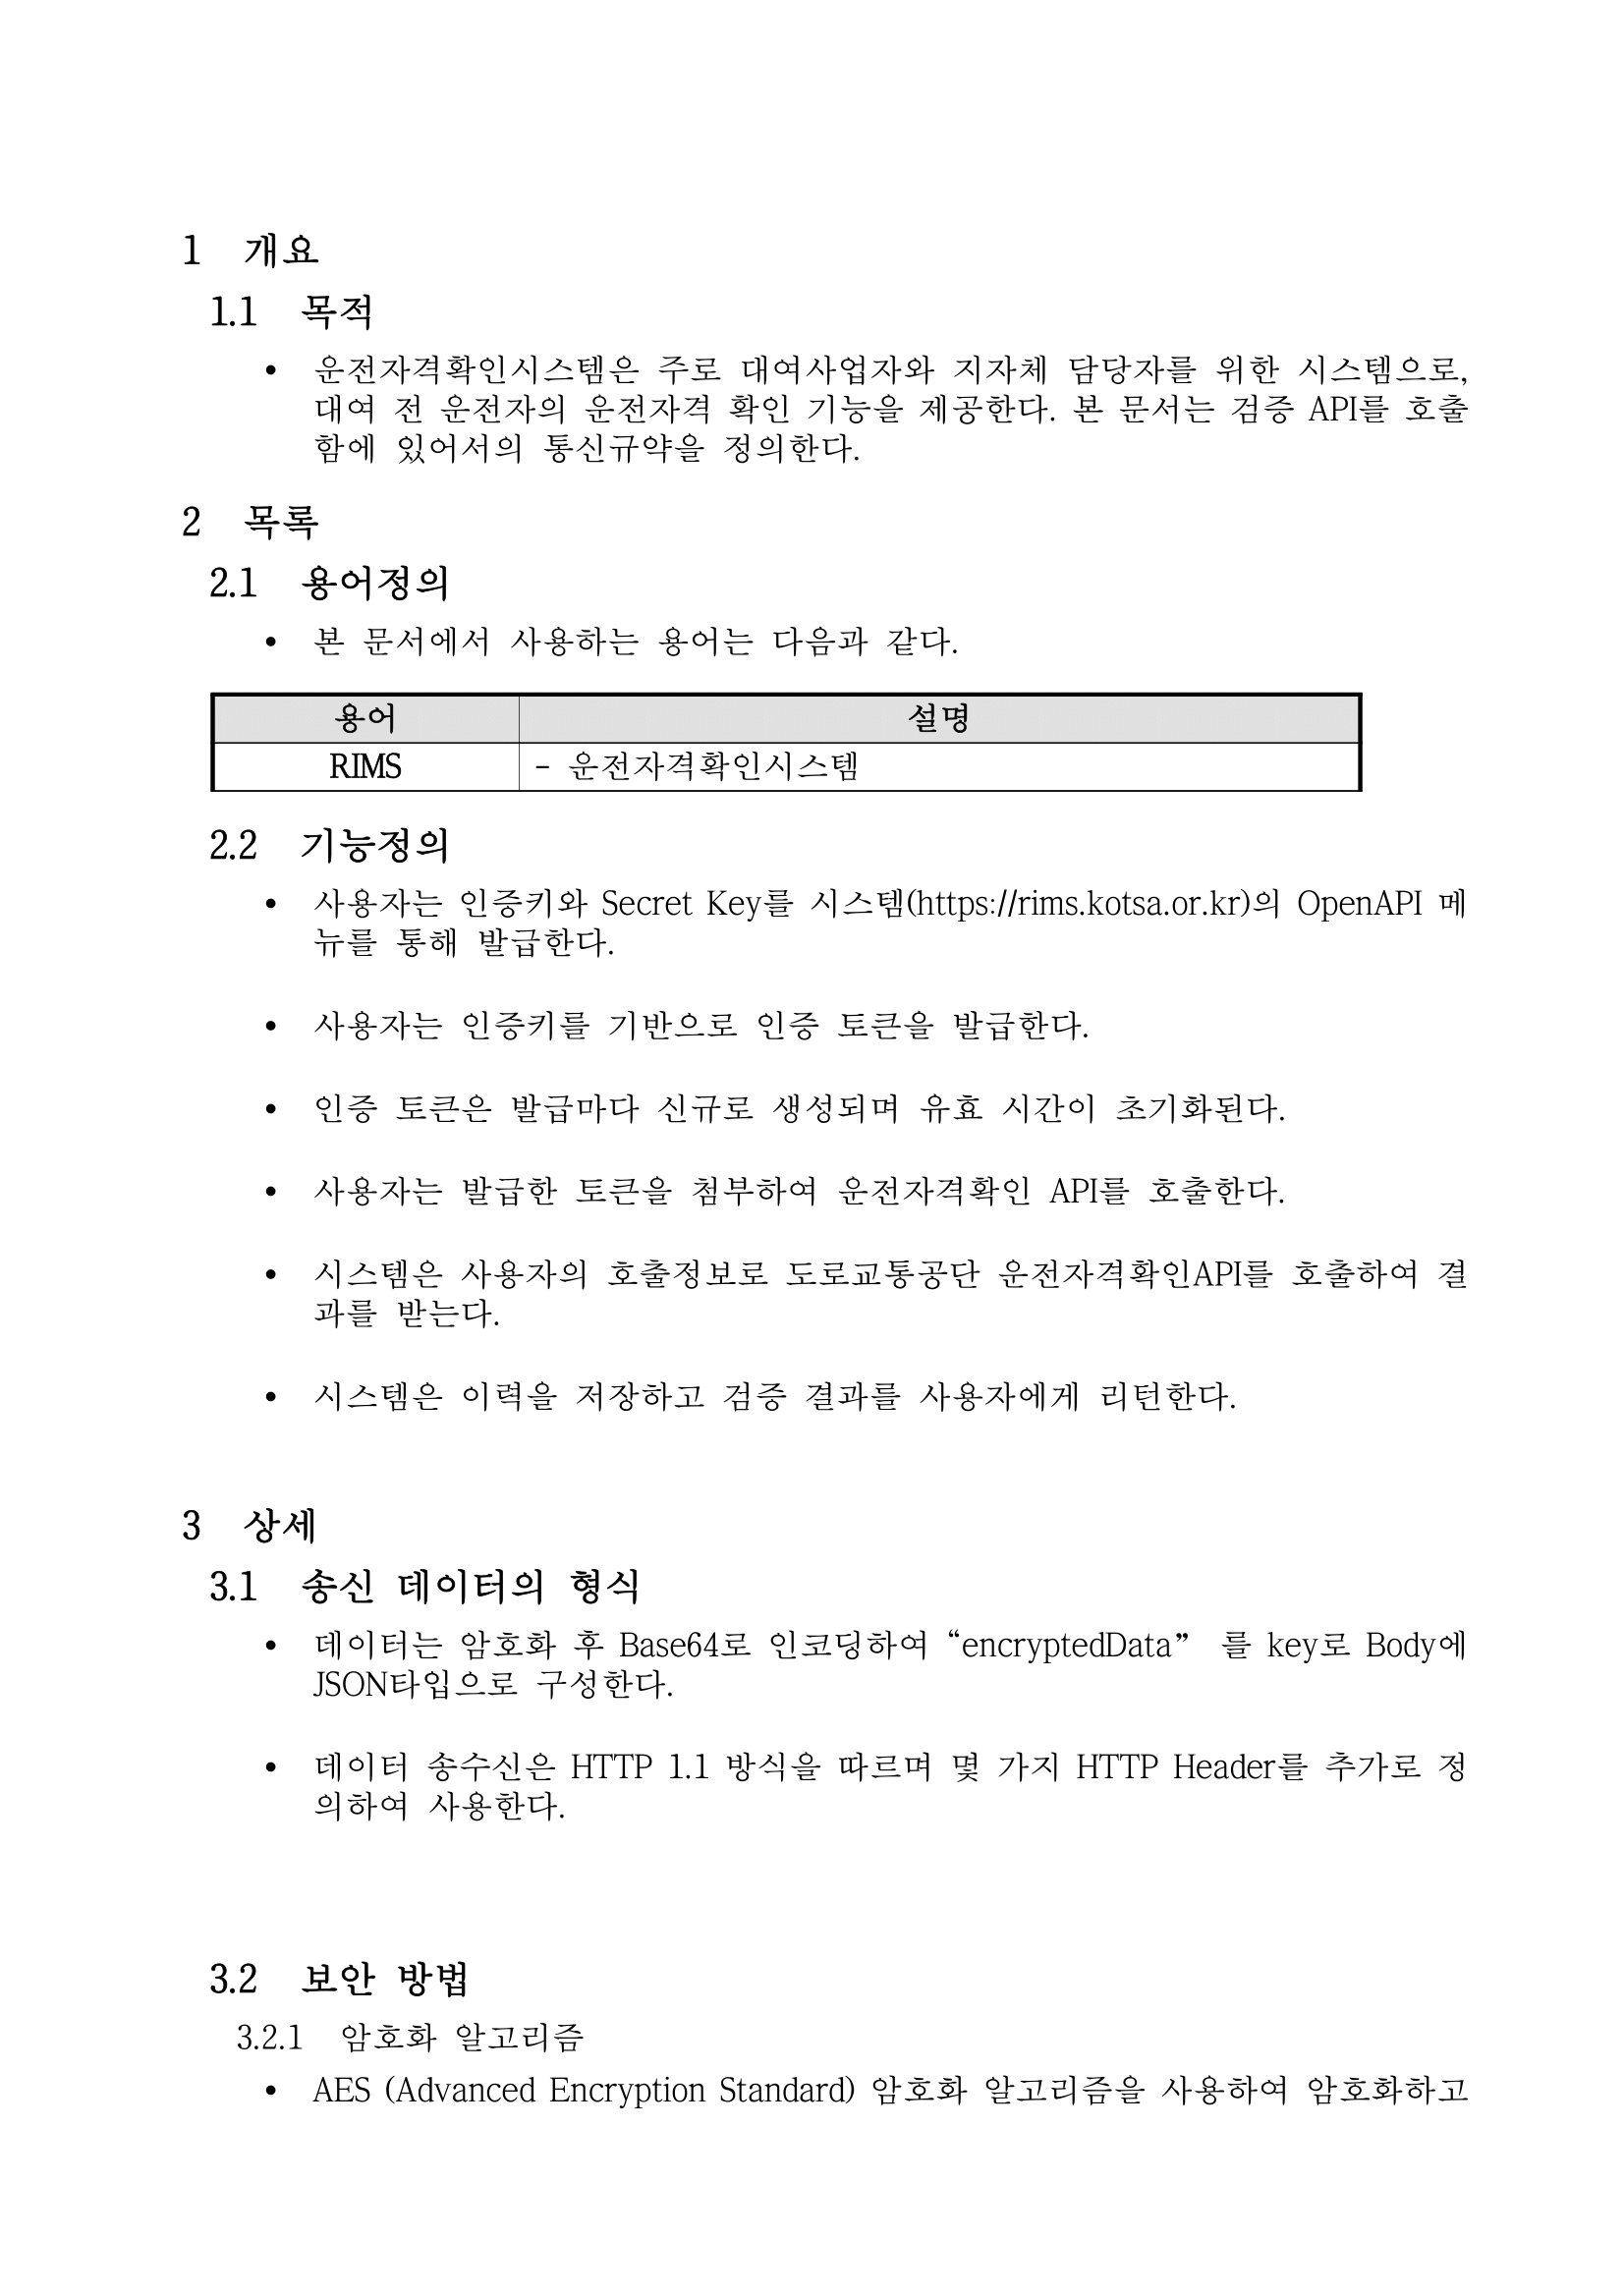 1 개요
1.1 목적
• 운전자격확인시스템은 주로 대여사업자와 지자체 담당자를 위한 시스템으로,
대여 전 운전자의 운전자격 확인 기능을 제공한다. 본 문서는 검증 API를 호출
함에 있어서의 통신규약을 정의한다.
2 목록
2.1 용어정의
• 본 문서에서 사용하는 용어는 다음과 같다.
용어 설명
RIMS - 운전자격확인시스템
2.2 기능정의
• 사용자는 인증키와 Secret Key를 시스템(https://rims.kotsa.or.kr)의 OpenAPI 메
뉴를 통해 발급한다.
• 사용자는 인증키를 기반으로 인증 토큰을 발급한다.
• 인증 토큰은 발급마다 신규로 생성되며 유효 시간이 초기화된다.
• 사용자는 발급한 토큰을 첨부하여 운전자격확인 API를 호출한다.
• 시스템은 사용자의 호출정보로 도로교통공단 운전자격확인API를 호출하여 결
과를 받는다.
• 시스템은 이력을 저장하고 검증 결과를 사용자에게 리턴한다.
3 상세
3.1 송신 데이터의 형식
• 데이터는 암호화 후 Base64로 인코딩하여 “encryptedData” 를 key로 Body에
JSON타입으로 구성한다.
• 데이터 송수신은 HTTP 1.1 방식을 따르며 몇 가지 HTTP Header를 추가로 정
의하여 사용한다.
3.2 보안 방법
3.2.1 암호화 알고리즘
• AES (Advanced Encryption Standard) 암호화 알고리즘을 사용하여 암호화하고